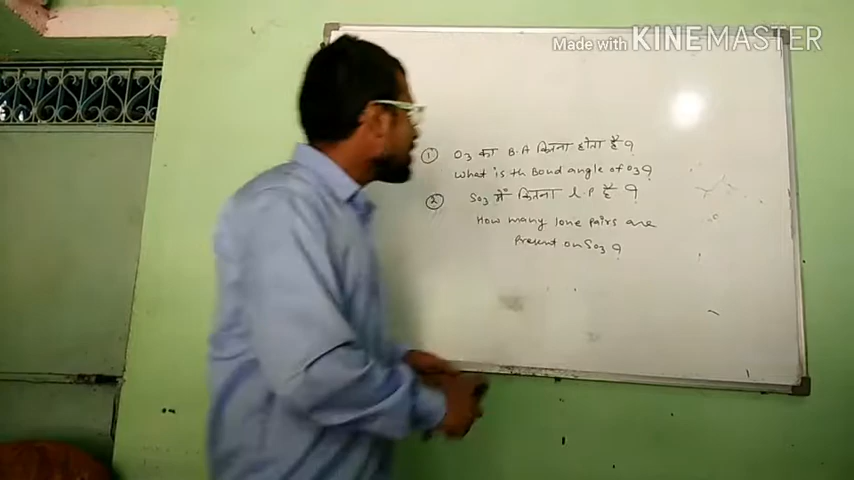 Made with KINEMASTER
① O3 का B.A कितना होता है ?
What is th Bond angle of O3 ?
② SO3 में कितना l.P है ?
How many lone pairs are
Present on SO3 ?